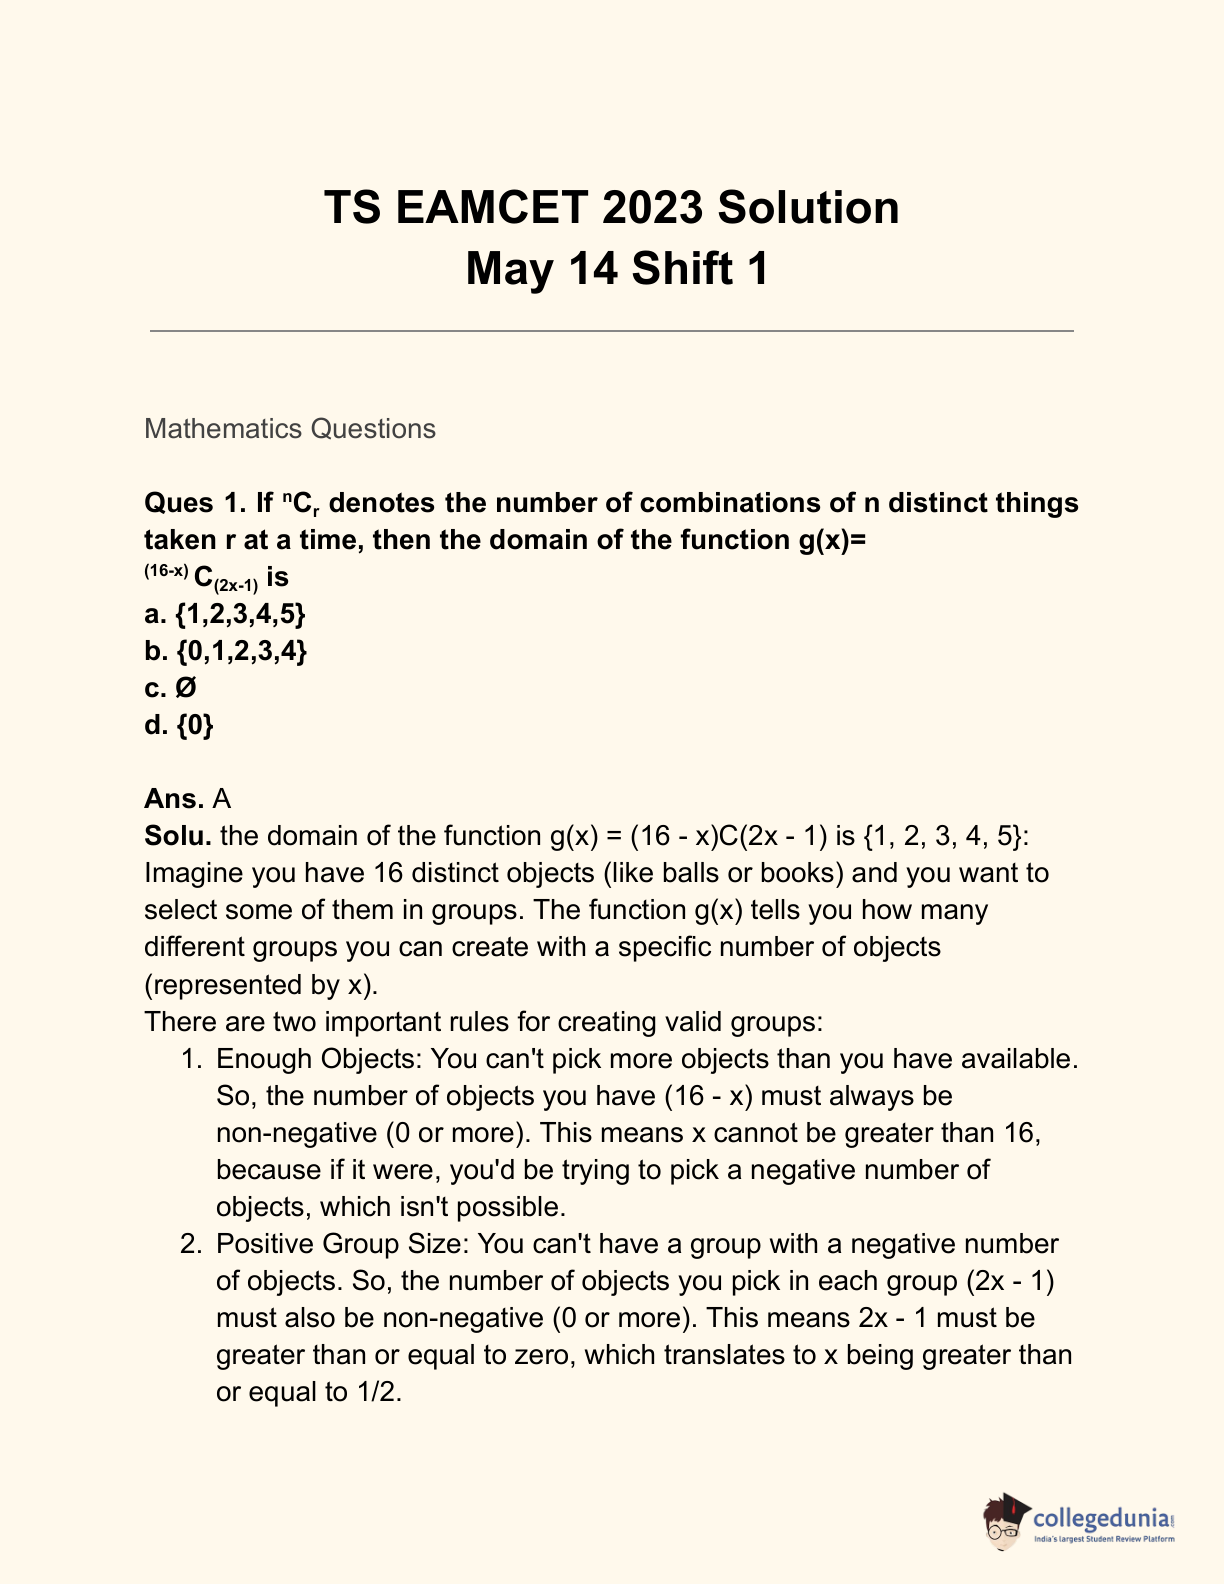 TS EAMCET 2023 Solution
May 14 Shift 1
Mathematics Questions
Ques 1. If ⁿCᵣ denotes the number of combinations of n distinct things
taken r at a time, then the domain of the function g(x)=
(16-x) C(2x-1) is
a. {1,2,3,4,5}
b. {0,1,2,3,4}
c. Ø
d. {0}
Ans. A
Solu. the domain of the function g(x) = (16 - x)C(2x - 1) is {1, 2, 3, 4, 5}:
Imagine you have 16 distinct objects (like balls or books) and you want to
select some of them in groups. The function g(x) tells you how many
different groups you can create with a specific number of objects
(represented by x).
There are two important rules for creating valid groups:
1. Enough Objects: You can't pick more objects than you have available.
So, the number of objects you have (16 - x) must always be
non-negative (0 or more). This means x cannot be greater than 16,
because if it were, you'd be trying to pick a negative number of
objects, which isn't possible.
2. Positive Group Size: You can't have a group with a negative number
of objects. So, the number of objects you pick in each group (2x - 1)
must also be non-negative (0 or more). This means 2x - 1 must be
greater than or equal to zero, which translates to x being greater than
or equal to 1/2.
collegedunia.com
India's largest Student Review Platform